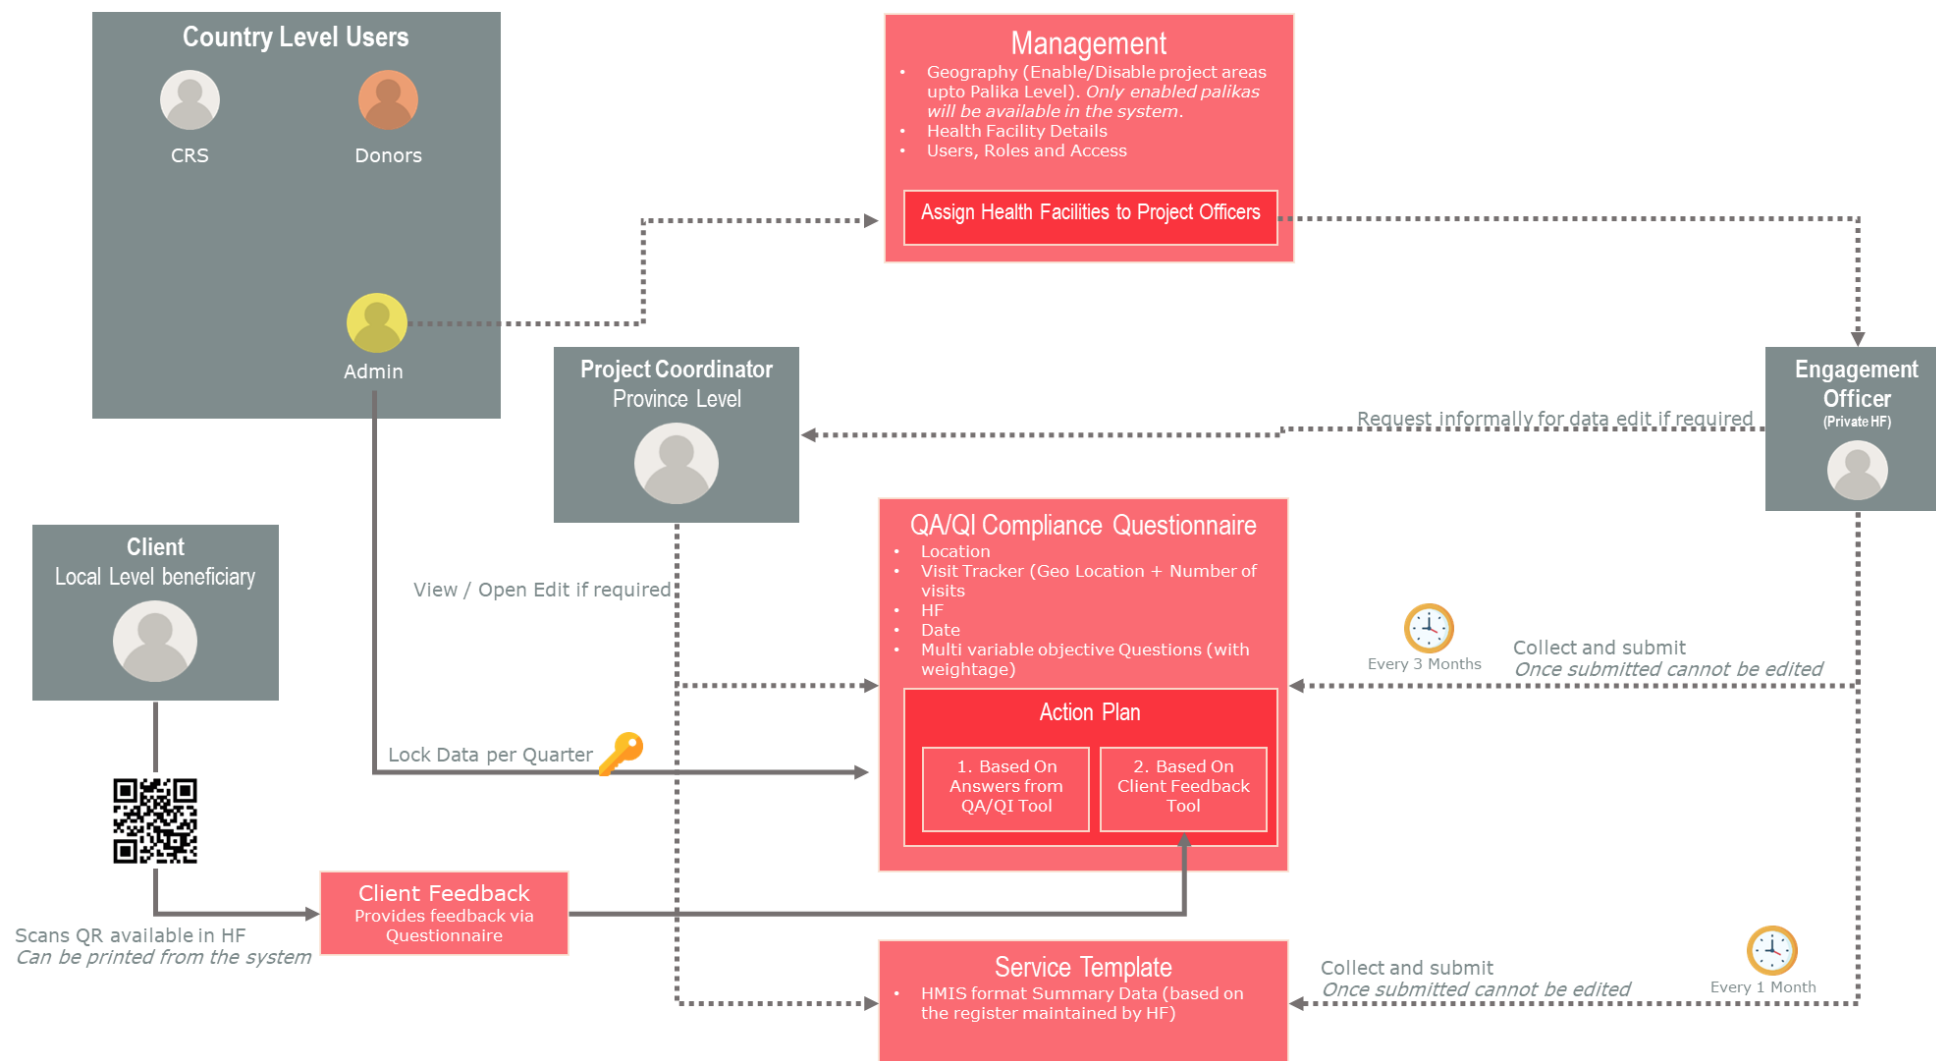 Country Level Users
CRS
Donors
Admin
Management
• Geography (Enable/Disable project areas
upto Palika Level). Only enabled palikas
will be available in the system.
• Health Facility Details
• Users, Roles and Access
Assign Health Facilities to Project Officers
Project Coordinator
Province Level
Engagement
Officer
(Private HF)
Request informally for data edit if required
Client
Local Level beneficiary
View / Open Edit if required
QA/QI Compliance Questionnaire
• Location
• Visit Tracker (Geo Location + Number of
visits
• HF
• Date
• Multi variable objective Questions (with
weightage)
Action Plan
1. Based On
Answers from
QA/QI Tool
2. Based On
Client Feedback
Tool
Every 3 Months
Collect and submit
Once submitted cannot be edited
Lock Data per Quarter
Client Feedback
Provides feedback via
Questionnaire
Scans QR available in HF
Can be printed from the system
Service Template
• HMIS format Summary Data (based on
the register maintained by HF)
Collect and submit
Once submitted cannot be edited
Every 1 Month